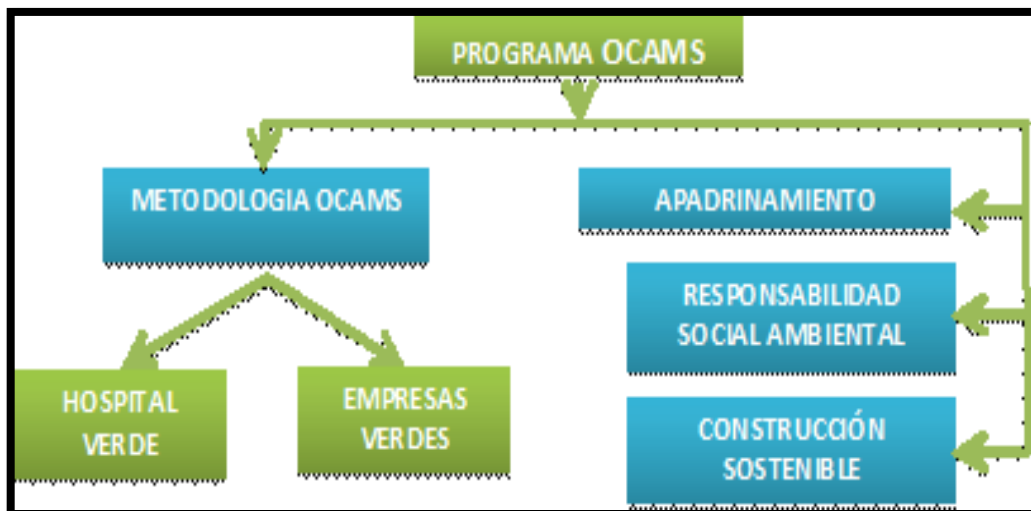 PROGRAMA OCAMS
METODOLOGIA OCAMS
APADRINAMIENTO
RESPONSABILIDAD
SOCIAL AMBIENTAL
HOSPITAL
VERDE
EMPRESAS
VERDES
CONSTRUCCIÓN
SOSTENIBLE